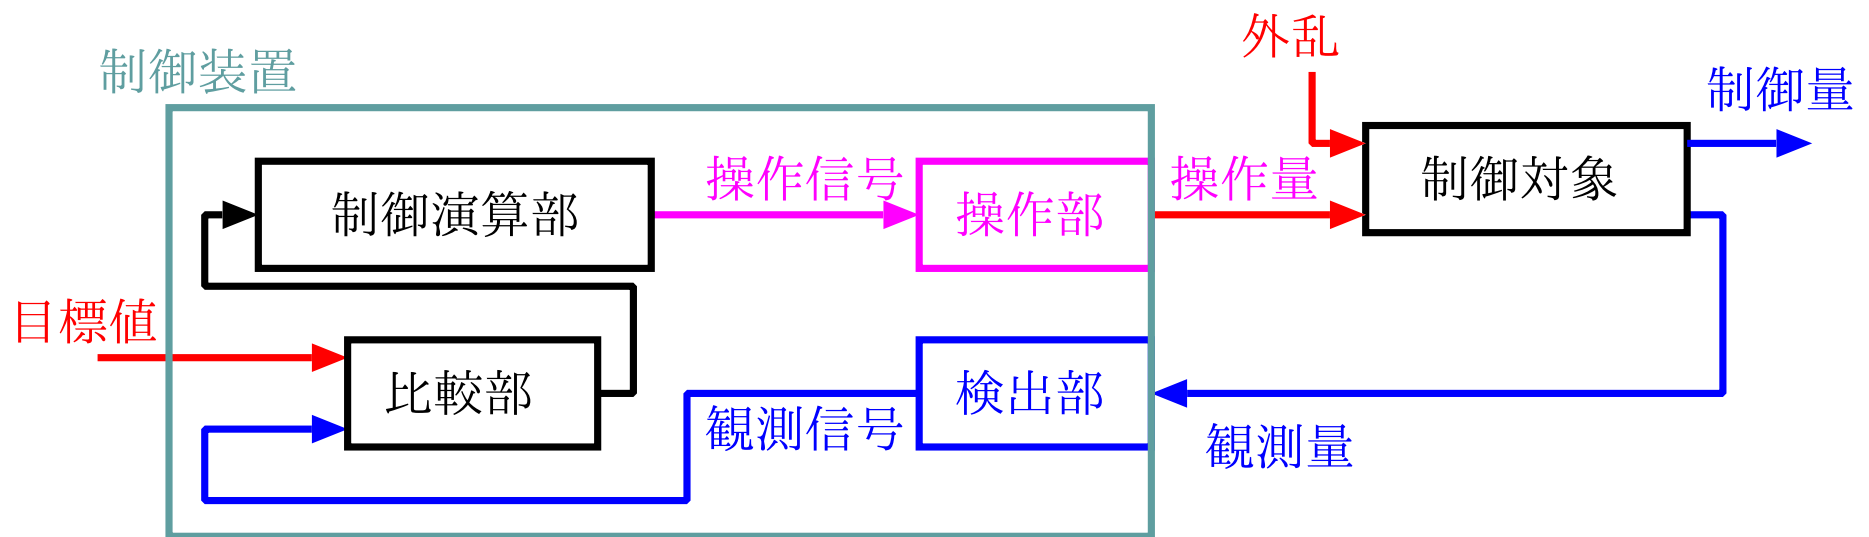 外乱
制御装置
制御量
操作信号
操作量
制御対象
制御演算部
操作部
目標値
比較部
検出部
観測信号
観測量